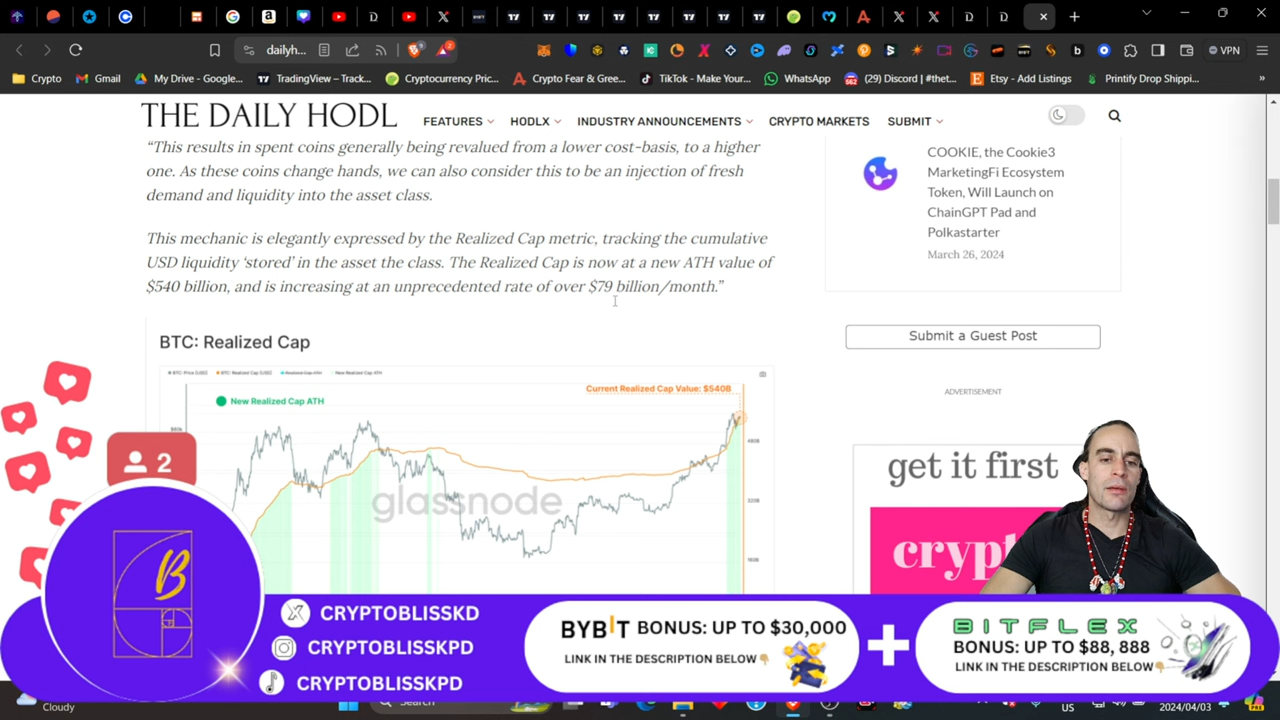 dailyh...
VPN
Crypto
Gmail
My Drive - Google...
TradingView – Track...
Cryptocurrency Pric...
Crypto Fear & Gree...
TikTok - Make Your...
WhatsApp
(29) Discord | #thet...
Etsy - Add Listings
Printify Drop Shippi...
THE DAILY HODL
FEATURES
HODLX
INDUSTRY ANNOUNCEMENTS
CRYPTO MARKETS
SUBMIT
“This results in spent coins generally being revalued from a lower cost-basis, to a higher
one. As these coins change hands, we can also consider this to be an injection of fresh
demand and liquidity into the asset class.
This mechanic is elegantly expressed by the Realized Cap metric, tracking the cumulative
USD liquidity ‘stored’ in the asset the class. The Realized Cap is now at a new ATH value of
$540 billion, and is increasing at an unprecedented rate of over $79 billion/month.”
COOKIE, the Cookie3
MarketingFi Ecosystem
Token, Will Launch on
ChainGPT Pad and
Polkastarter
March 26, 2024
Submit a Guest Post
ADVERTISEMENT
BTC: Realized Cap
Current Realized Cap Value: $540B
New Realized Cap ATH
glassnode
get it first
crypt
2
B
CRYPTOBLISSKD
CRYPTOBLISSKPD
CRYPTOBLISSKPD
BYBIT BONUS: UP TO $30,000
LINK IN THE DESCRIPTION BELOW
BITFLEX
BONUS: UP TO $88, 888
LINK IN THE DESCRIPTION BELOW
Cloudy
Search
US
2024/04/03